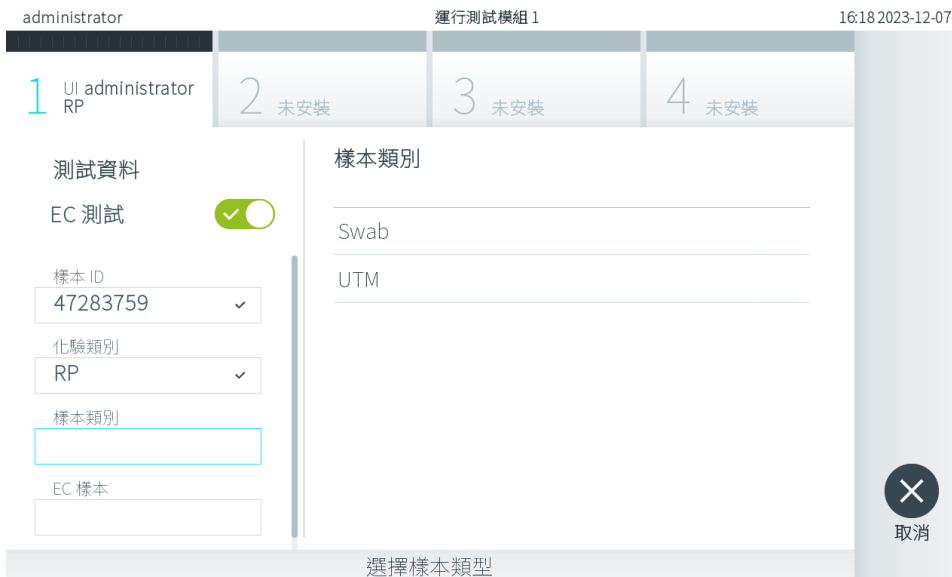 administrator
運行測試模組 1
16:18 2023-12-07
1 UI administrator
RP
2 未安裝
3 未安裝
4 未安裝
測試資料
EC 測試
樣本 ID
47283759
化驗類別
RP
樣本類別
EC 樣本
樣本類別
Swab
UTM
取消
選擇樣本類型